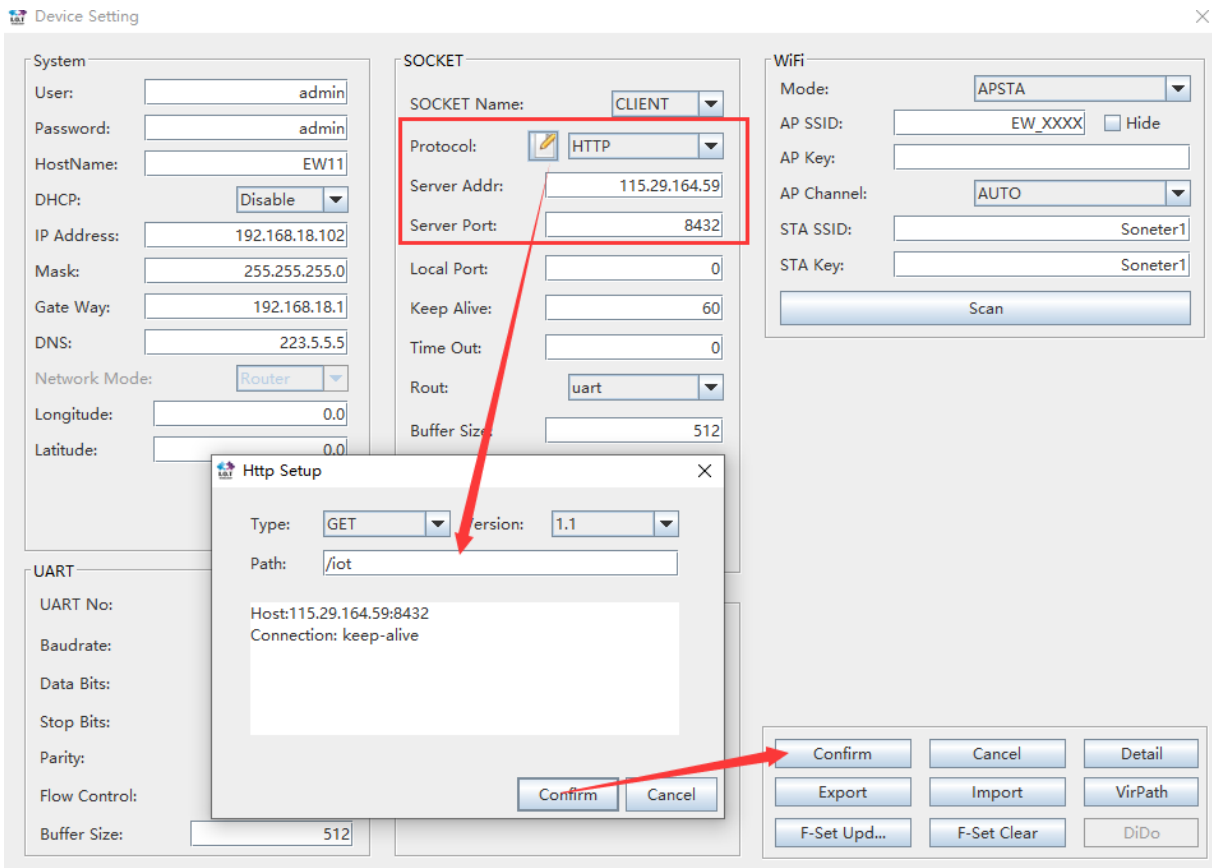 Device Setting
System
User: admin
Password: admin
HostName: EW11
DHCP: Disable
IP Address: 192.168.18.102
Mask: 255.255.255.0
Gate Way: 192.168.18.1
DNS: 223.5.5.5
Network Mode: Router
Longitude: 0.0
Latitude: 0.0
SOCKET
SOCKET Name: CLIENT
Protocol: HTTP
Server Addr: 115.29.164.59
Server Port: 8432
Local Port: 0
Keep Alive: 60
Time Out: 0
Rout: uart
Buffer Size: 512
WiFi
Mode: APSTA
AP SSID: EW_XXXX Hide
AP Key:
AP Channel: AUTO
STA SSID: Soneter1
STA Key: Soneter1
Scan
Http Setup
Type: GET Version: 1.1
Path: /iot
Host:115.29.164.59:8432
Connection: keep-alive
Confirm Cancel
UART
UART No:
Baudrate:
Data Bits:
Stop Bits:
Parity:
Flow Control:
Buffer Size: 512
Confirm Cancel Detail
Export Import VirPath
F-Set Upd... F-Set Clear DiDo